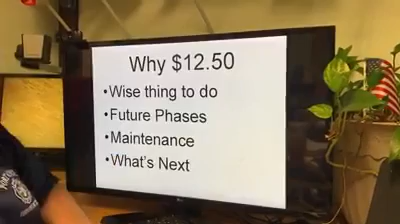 Why $12.50
•Wise thing to do
•Future Phases
•Maintenance
•What's Next